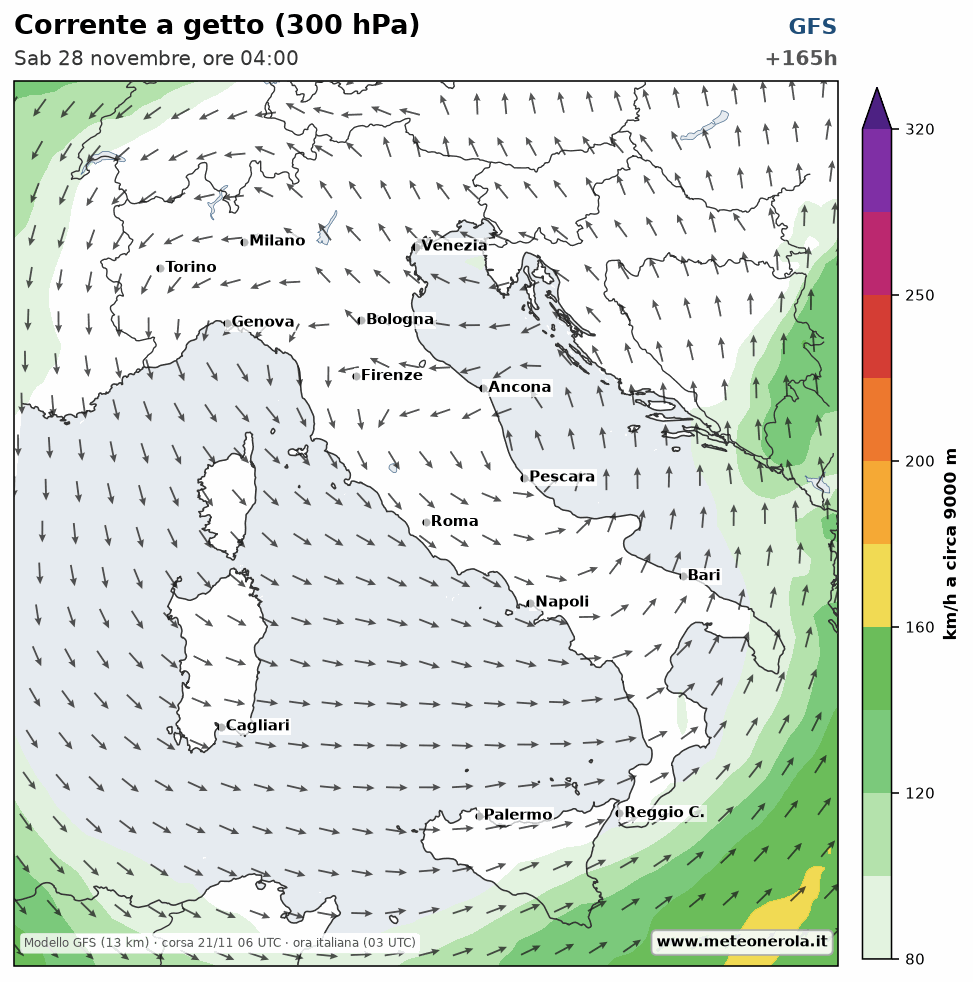 Corrente a getto (300 hPa)
GFS
Sab 28 novembre, ore 04:00
+165h
320
250
200
160
120
80
km/h a circa 9000 m
Milano
Venezia
Torino
Genova
Bologna
Firenze
Ancona
Pescara
Roma
Bari
Napoli
Cagliari
Palermo
Reggio C.
Modello GFS (13 km) · corsa 21/11 06 UTC · ora italiana (03 UTC)
www.meteonerola.it